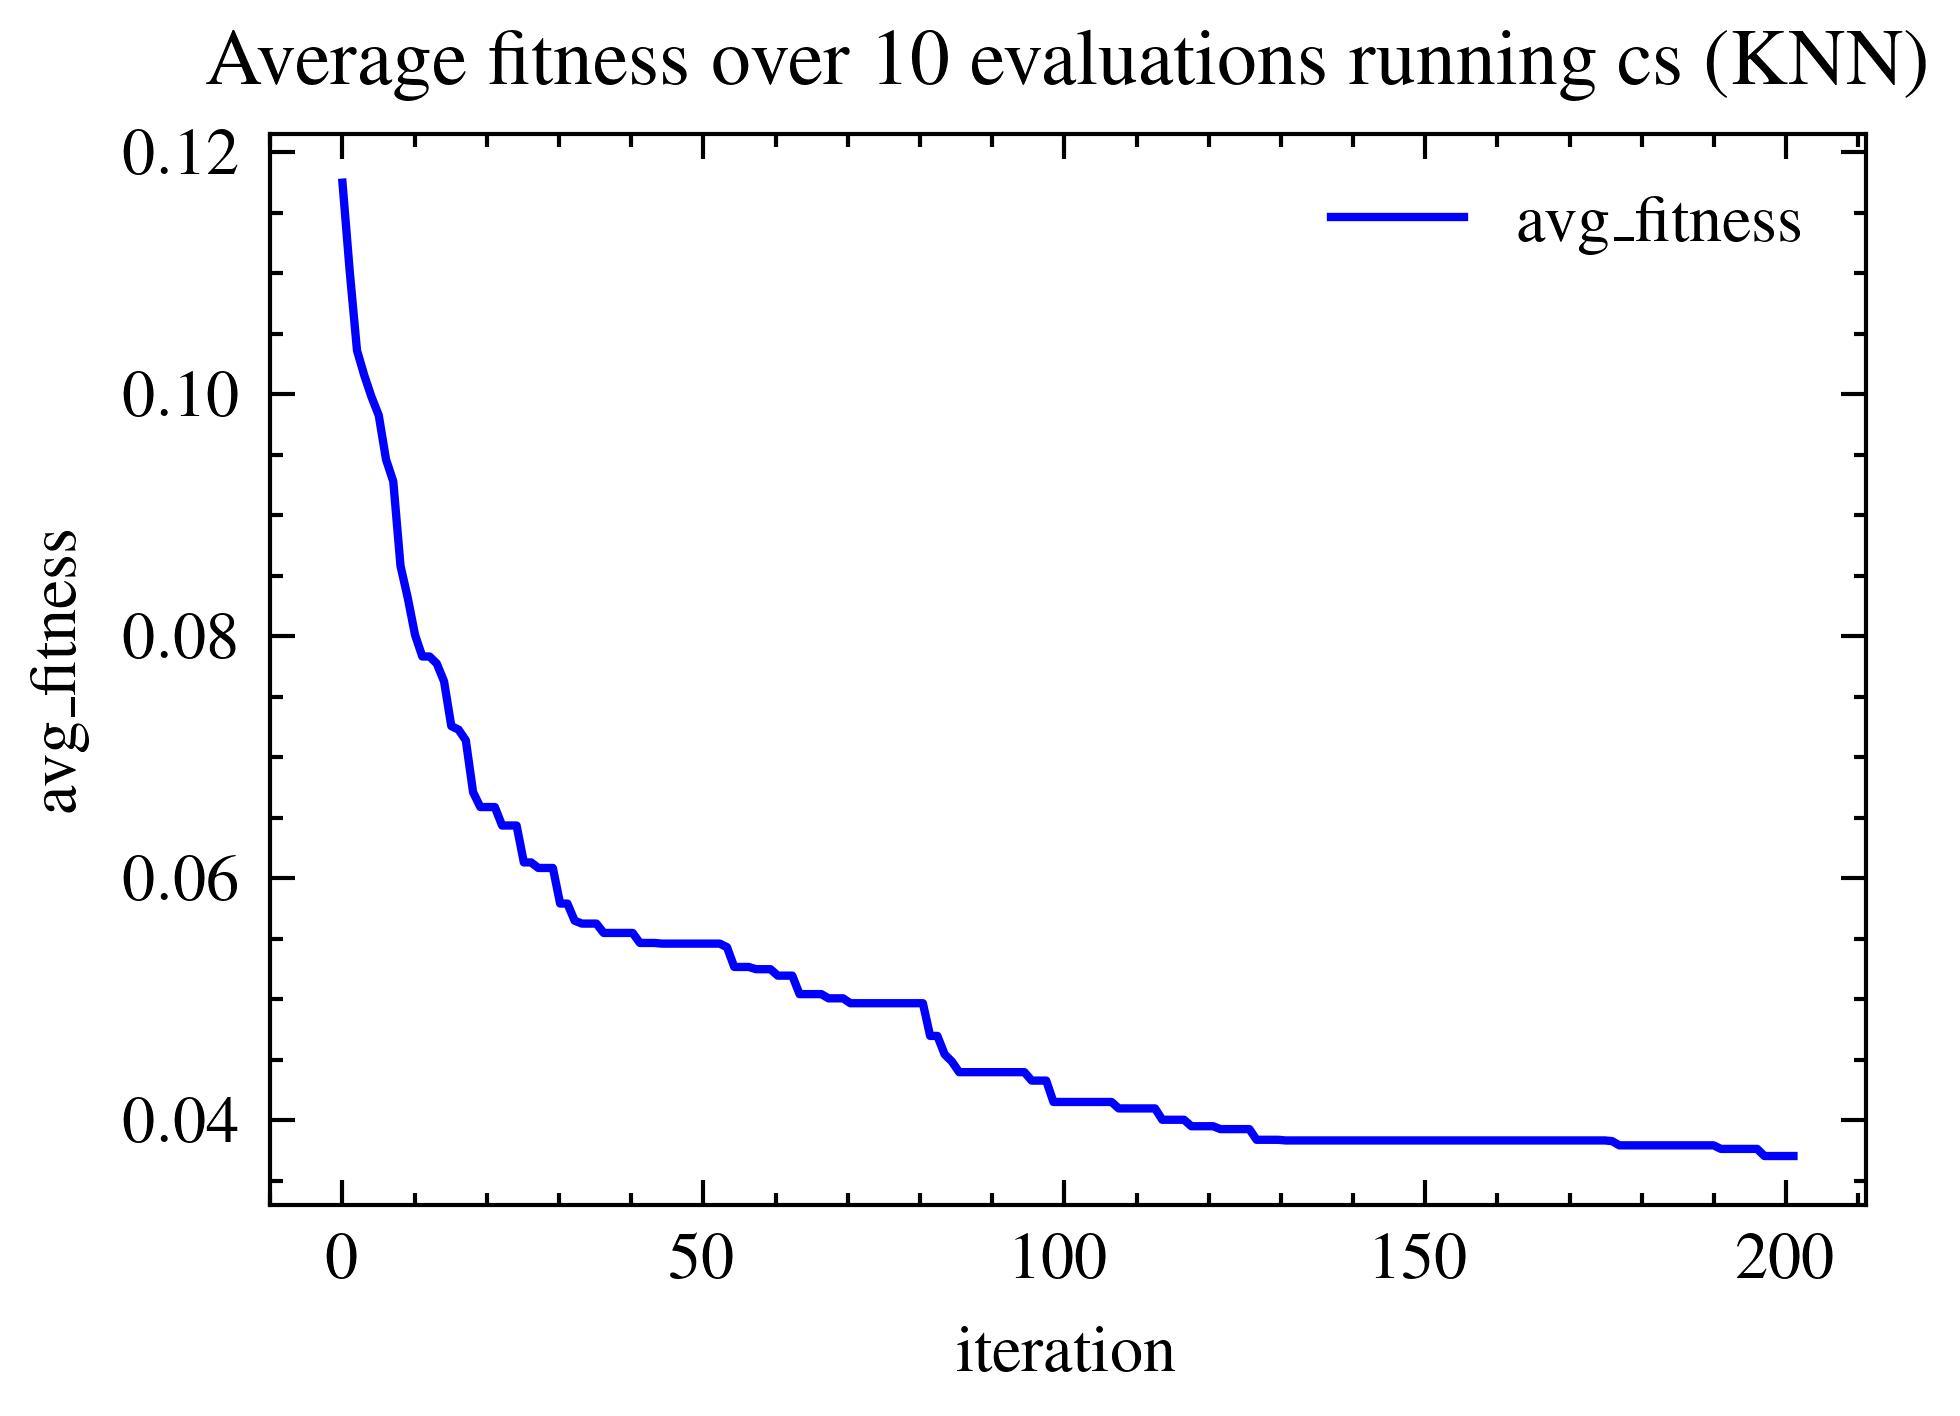 Average fitness over 10 evaluations running cs (KNN)
0.12
0.10
0.08
0.06
0.04
avg_fitness
avg_fitness
0 50 100 150 200
iteration